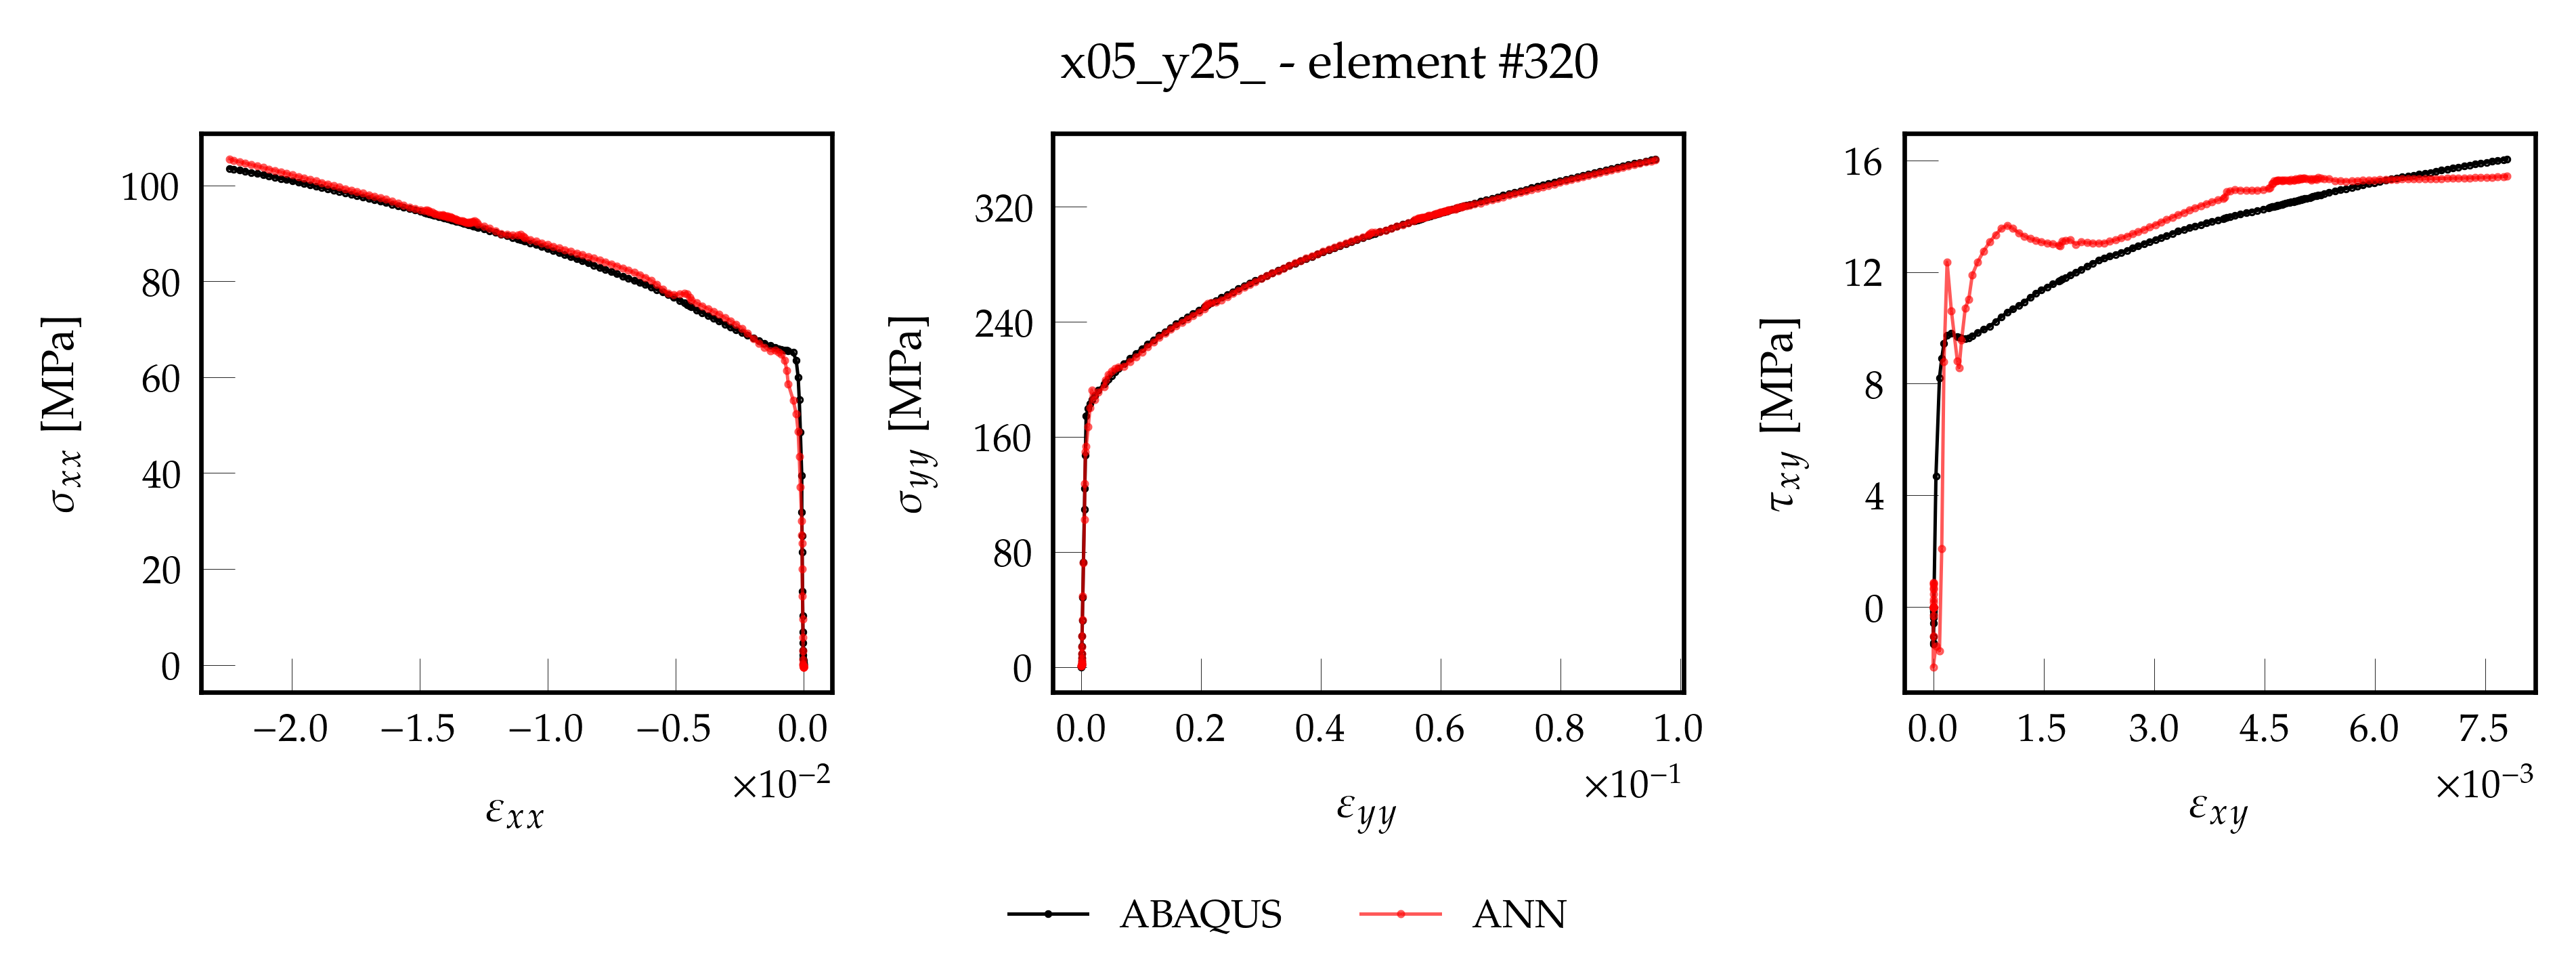 x05_y25_ - element #320
σxx [MPa]
100
80
60
40
20
0
−2.0 −1.5 −1.0 −0.5 0.0
×10−2
εxx
σyy [MPa]
320
240
160
80
0
0.0 0.2 0.4 0.6 0.8 1.0
×10−1
εyy
τxy [MPa]
16
12
8
4
0
0.0 1.5 3.0 4.5 6.0 7.5
×10−3
εxy
ABAQUS ANN